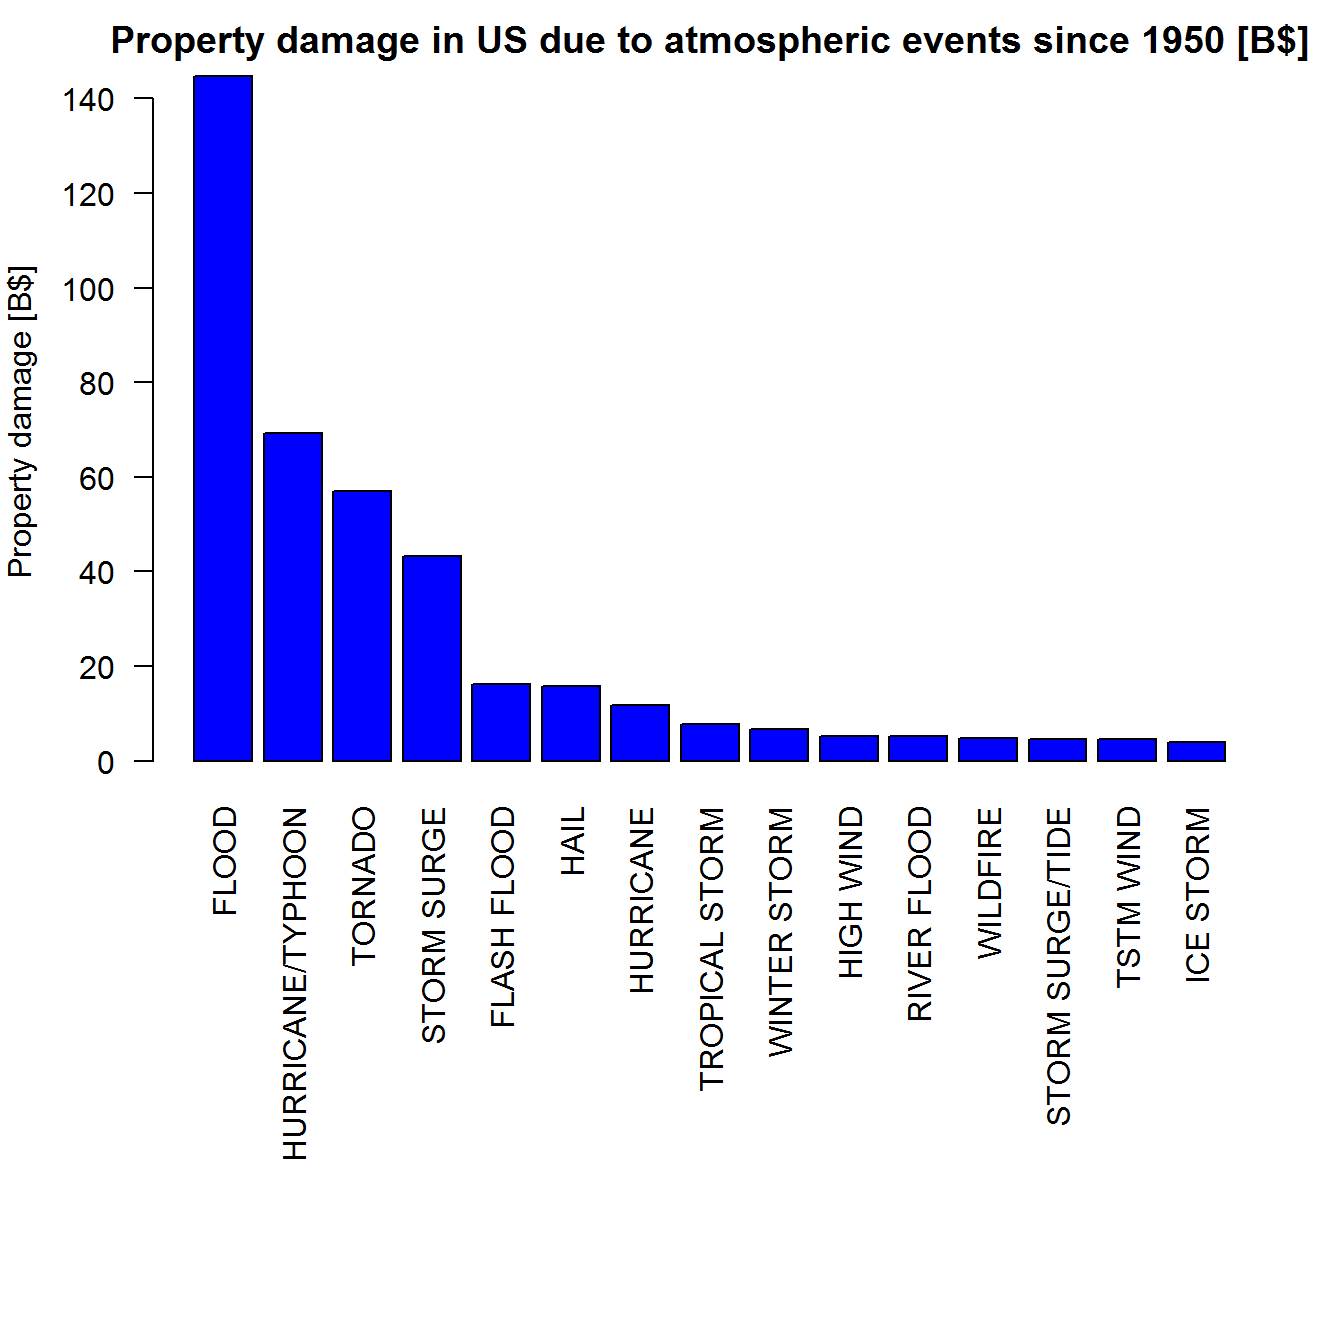 Property damage in US due to atmospheric events since 1950 [B$]
Property damage [B$]
140
120
100
80
60
40
20
0
FLOOD
HURRICANE/TYPHOON
TORNADO
STORM SURGE
FLASH FLOOD
HAIL
HURRICANE
TROPICAL STORM
WINTER STORM
HIGH WIND
RIVER FLOOD
WILDFIRE
STORM SURGE/TIDE
TSTM WIND
ICE STORM